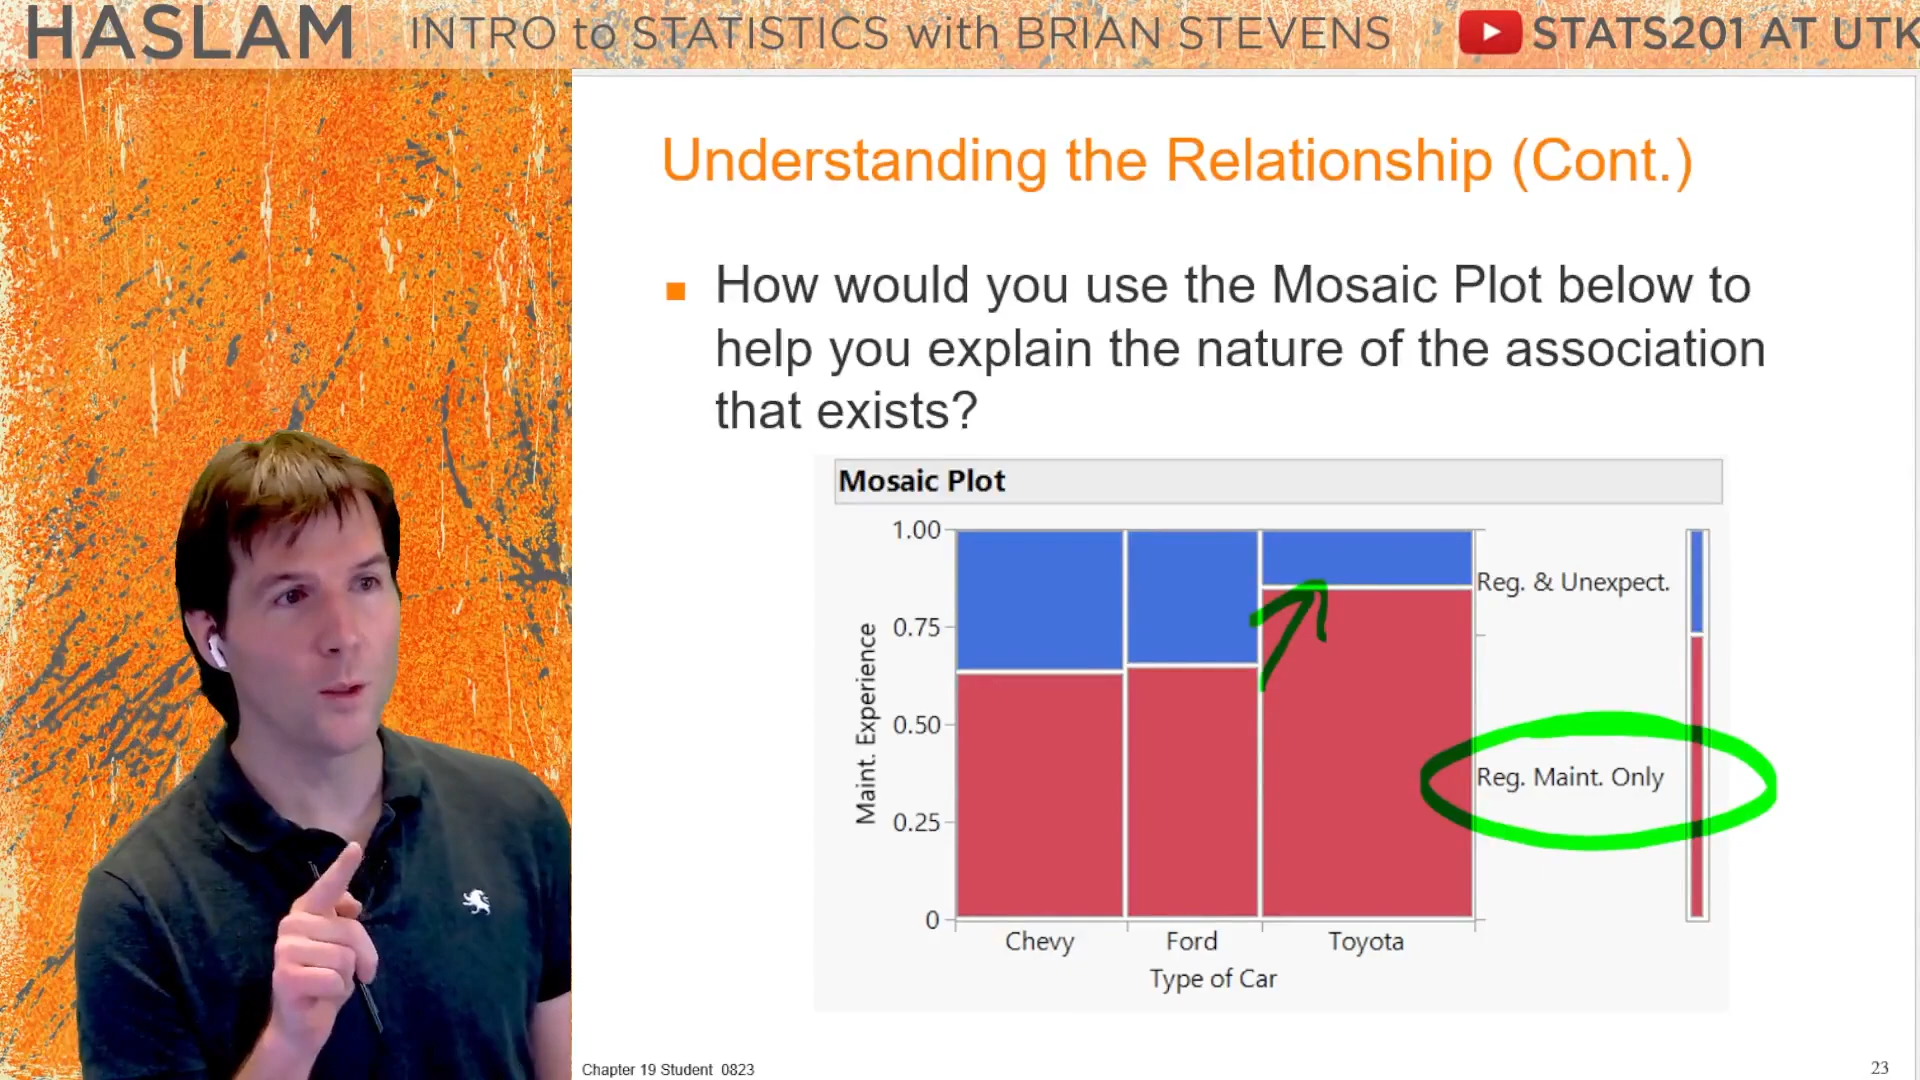 HASLAM INTRO to STATISTICS with BRIAN STEVENS STATS201 AT UTK
Understanding the Relationship (Cont.)
How would you use the Mosaic Plot below to
help you explain the nature of the association
that exists?
Mosaic Plot
1.00
0.75
0.50
0.25
0
Maint. Experience
Reg. & Unexpect.
Reg. Maint. Only
Chevy Ford Toyota
Type of Car
Chapter 19 Student 0823
23